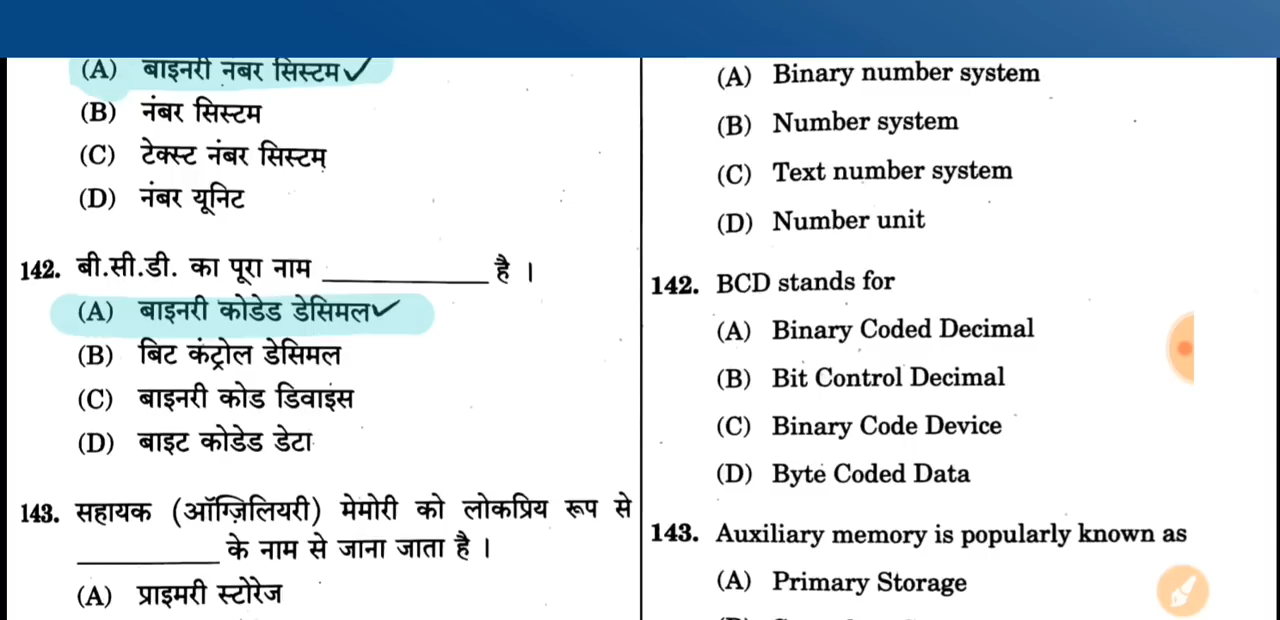 (A) बाइनरी नंबर सिस्टम✓
(B) नंबर सिस्टम
(C) टेक्स्ट नंबर सिस्टम
(D) नंबर यूनिट
142. बी.सी.डी. का पूरा नाम __________ है ।
(A) बाइनरी कोडेड डेसिमल✓
(B) बिट कंट्रोल डेसिमल
(C) बाइनरी कोड डिवाइस
(D) बाइट कोडेड डेटा
143. सहायक (ऑग्ज़िलियरी) मेमोरी को लोकप्रिय रूप से
__________ के नाम से जाना जाता है ।
(A) प्राइमरी स्टोरेज
(A) Binary number system
(B) Number system
(C) Text number system
(D) Number unit
142. BCD stands for
(A) Binary Coded Decimal
(B) Bit Control Decimal
(C) Binary Code Device
(D) Byte Coded Data
143. Auxiliary memory is popularly known as
(A) Primary Storage